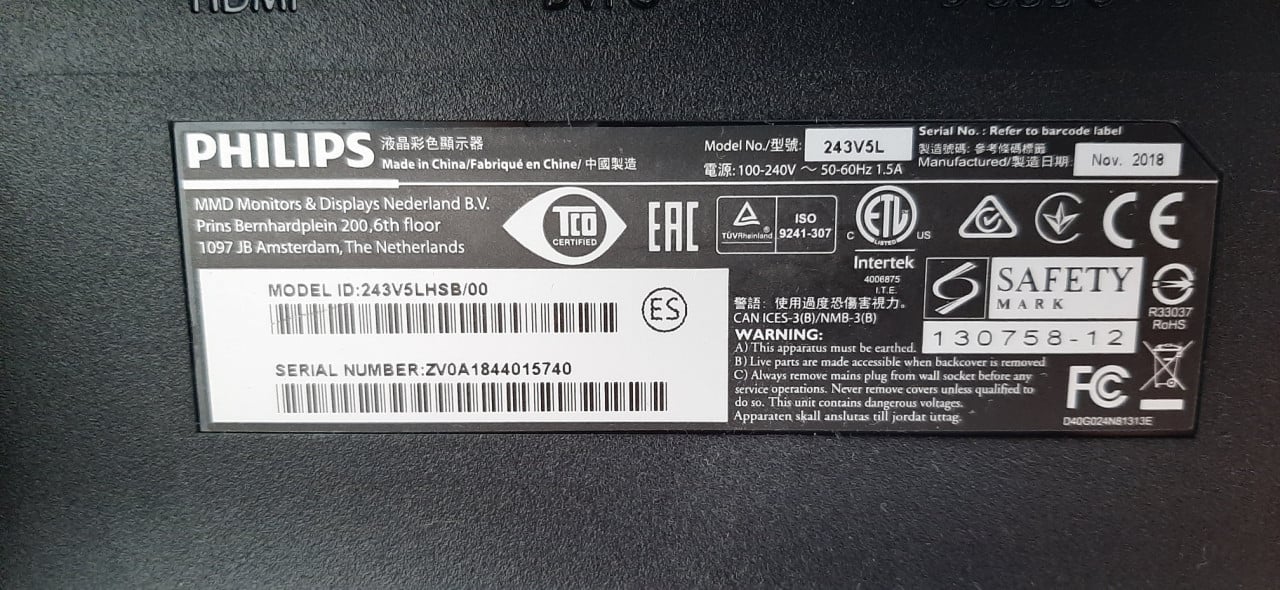 HDMI
PHILIPS 液晶彩色顯示器
Made in China/Fabriqué en Chine/ 中國製造
Model No./型號: 243V5L
電源: 100-240V ～ 50-60Hz 1.5A
Serial No. : Refer to barcode label
製造號碼: 參考條碼標籤
Manufactured/製造日期: Nov. 2018
MMD Monitors & Displays Nederland B.V.
Prins Bernhardplein 200,6th floor
1097 JB Amsterdam, The Netherlands
TCO
CERTIFIED
EAC
TÜVRheinland®
ISO
9241-307
C ETL US
LISTED
Intertek
4006875
I.T.E.
CE
MODEL ID:243V5LHSB/00
ES
SERIAL NUMBER:ZV0A1844015740
警語: 使用過度恐傷害視力。
CAN ICES-3(B)/NMB-3(B)
WARNING:
A) This apparatus must be earthed.
B) Live parts are made accessible when backcover is removed
C) Always remove mains plug from wall socket before any
service operations. Never remove covers unless qualified to
do so. This unit contains dangerous voltages.
Apparaten skall anslutas till jordat uttag.
S SAFETY
MARK
130758-12
R33037
RoHS
FC
D40G024N81313E